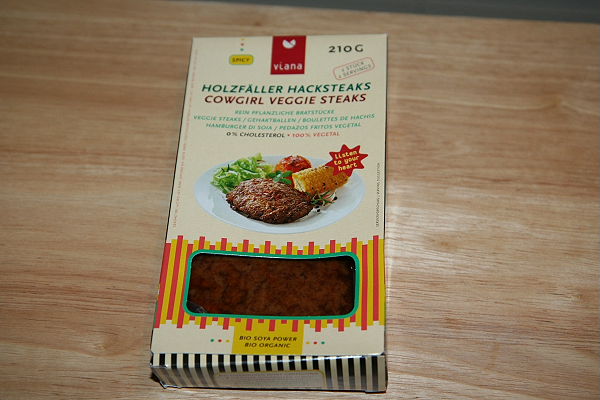 SPICY
viana
210G
2 STÜCK
2 SERVINGS
HOLZFÄLLER HACKSTEAKS
COWGIRL VEGGIE STEAKS
REIN PFLANZLICHE BRATSTÜCKE
VEGGIE STEAKS / GEHAKTBALLEN / BOULETTES DE HACHIS
HAMBURGER DI SOIA / PEDAZOS FRITOS VEGETAL
0% CHOLESTEROL • 100% VEGETAL
Listen
to your
heart
BIO SOYA POWER
BIO ORGANIC